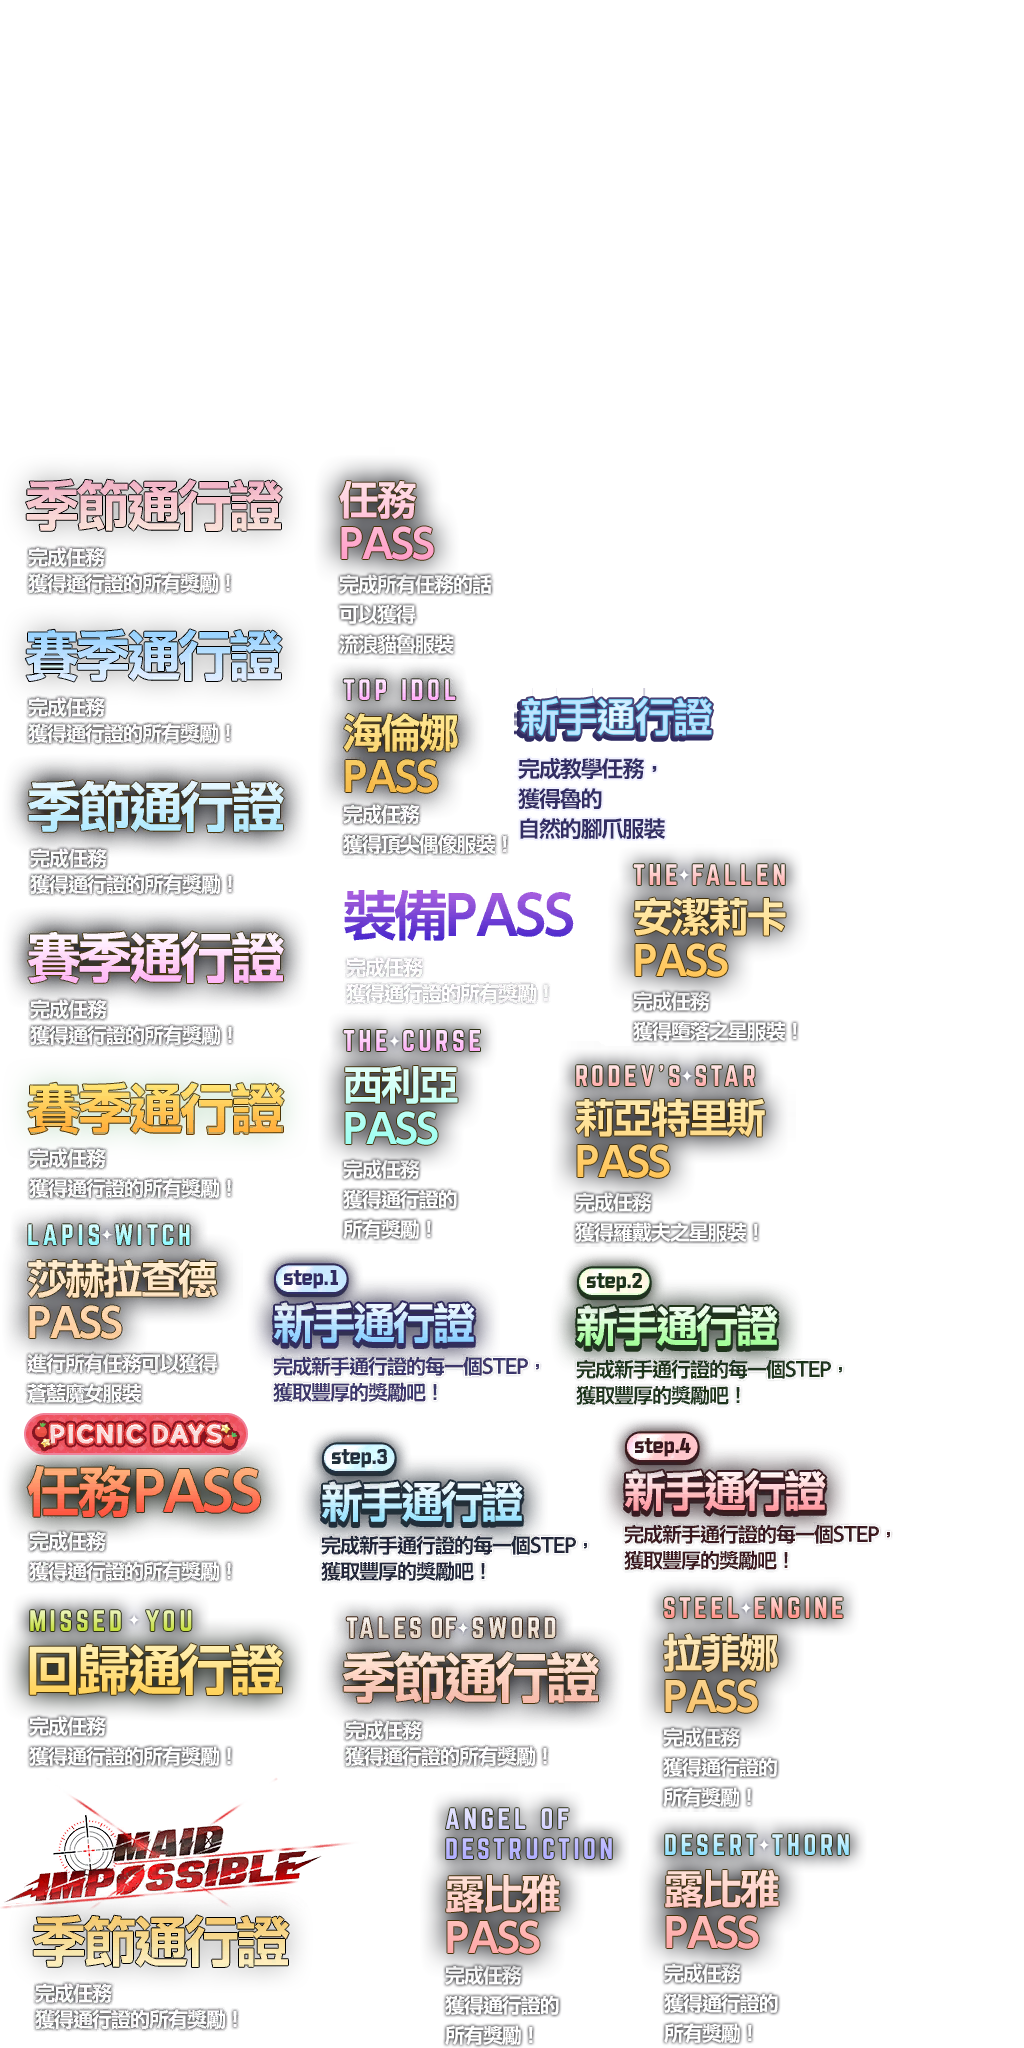 季節通行證
完成任務
獲得通行證的所有獎勵！
任務
PASS
完成所有任務的話
可以獲得
流浪貓魯服裝
賽季通行證
完成任務
獲得通行證的所有獎勵！
TOP IDOL
海倫娜
PASS
完成任務
獲得頂尖偶像服裝！
新手通行證
完成教學任務，
獲得魯的
自然的腳爪服裝
季節通行證
完成任務
獲得通行證的所有獎勵！
裝備PASS
完成任務
獲得通行證的所有獎勵！
THE FALLEN
安潔莉卡
PASS
完成任務
獲得墮落之星服裝！
賽季通行證
完成任務
獲得通行證的所有獎勵！
THE CURSE
西利亞
PASS
完成任務
獲得通行證的
所有獎勵！
RODEV'S STAR
莉亞特里斯
PASS
完成任務
獲得羅戴夫之星服裝！
賽季通行證
完成任務
獲得通行證的所有獎勵！
LAPIS WITCH
莎赫拉查德
PASS
進行所有任務可以獲得
蒼藍魔女服裝
step.1
新手通行證
完成新手通行證的每一個STEP，
獲取豐厚的獎勵吧！
step.2
新手通行證
完成新手通行證的每一個STEP，
獲取豐厚的獎勵吧！
PICNIC DAYS
任務PASS
完成任務
獲得通行證的所有獎勵！
step.3
新手通行證
完成新手通行證的每一個STEP，
獲取豐厚的獎勵吧！
step.4
新手通行證
完成新手通行證的每一個STEP，
獲取豐厚的獎勵吧！
MISSED YOU
回歸通行證
完成任務
獲得通行證的所有獎勵！
TALES OF SWORD
季節通行證
完成任務
獲得通行證的所有獎勵！
STEEL ENGINE
拉菲娜
PASS
完成任務
獲得通行證的
所有獎勵！
MAID
IMPOSSIBLE
季節通行證
完成任務
獲得通行證的所有獎勵！
ANGEL OF
DESTRUCTION
露比雅
PASS
完成任務
獲得通行證的
所有獎勵！
DESERT THORN
露比雅
PASS
完成任務
獲得通行證的
所有獎勵！